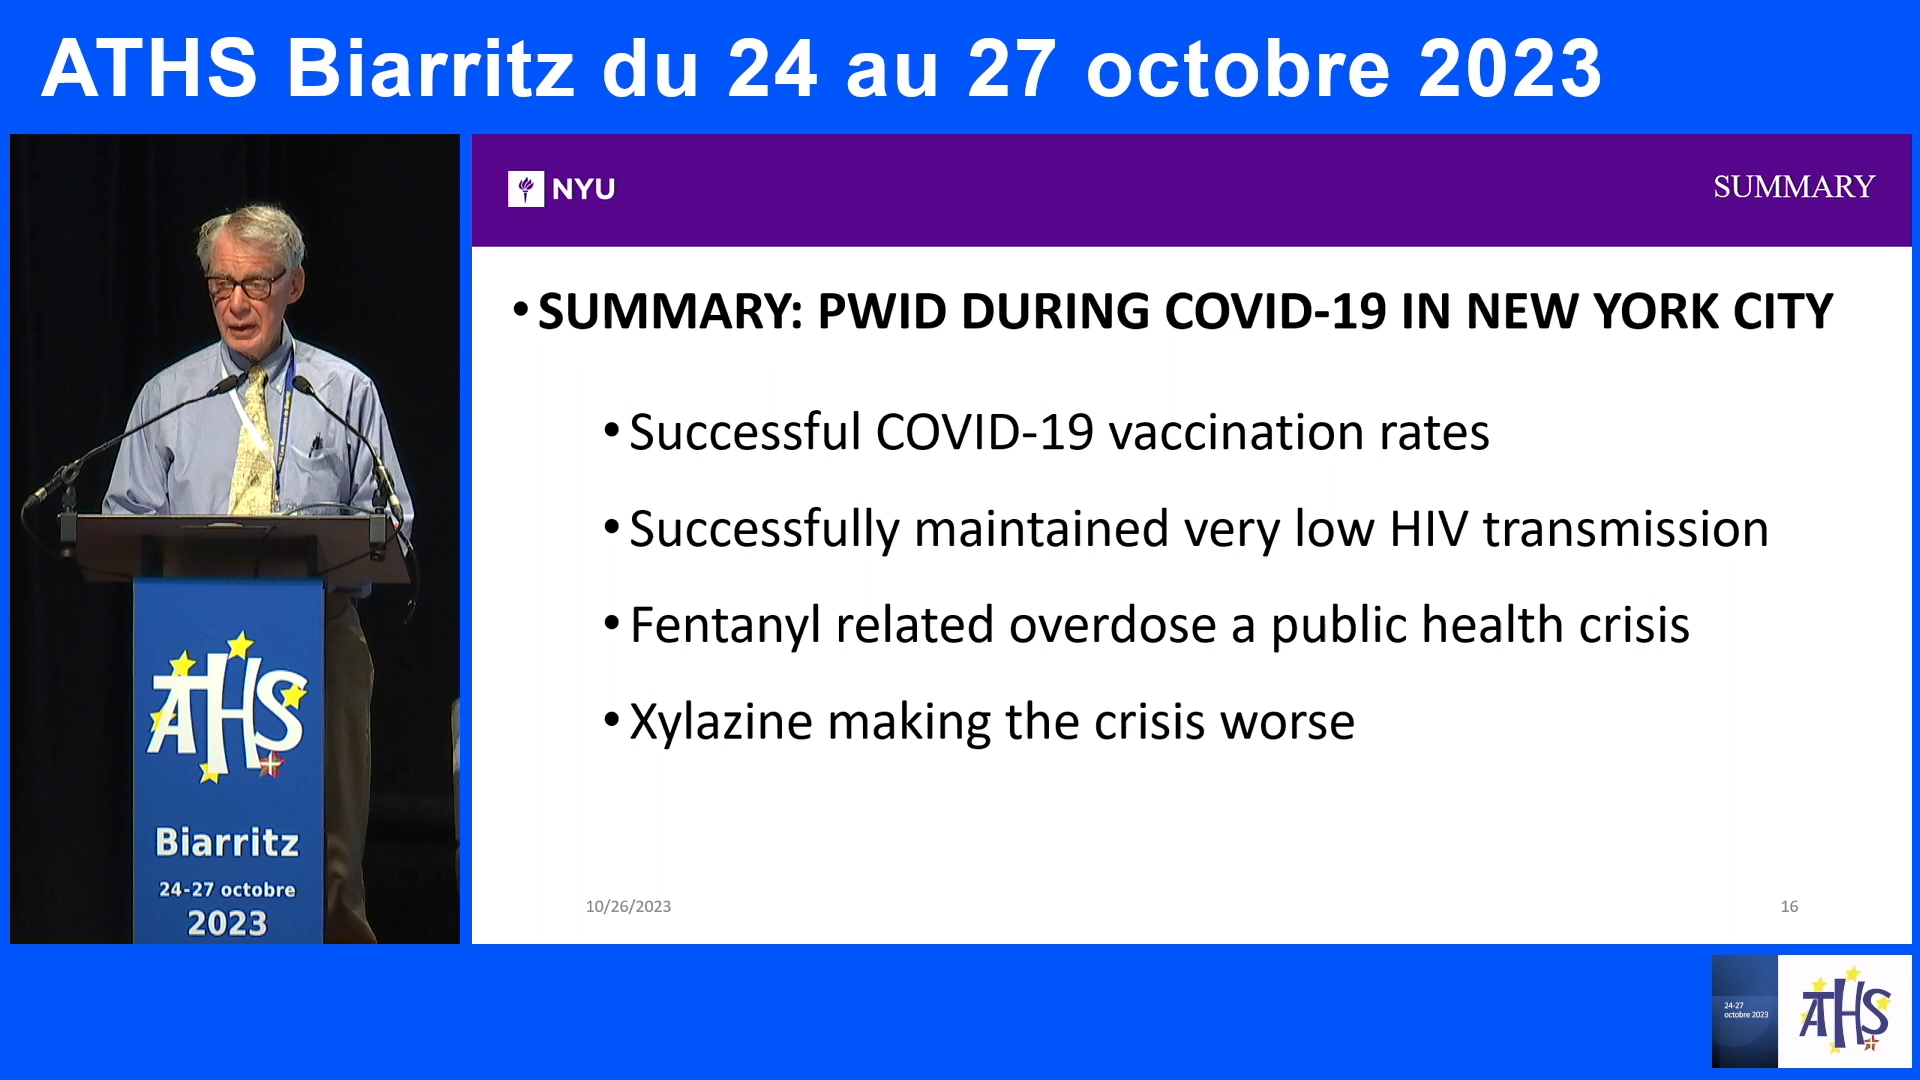 ATHS Biarritz du 24 au 27 octobre 2023
NYU
SUMMARY
• SUMMARY: PWID DURING COVID-19 IN NEW YORK CITY
• Successful COVID-19 vaccination rates
• Successfully maintained very low HIV transmission
• Fentanyl related overdose a public health crisis
• Xylazine making the crisis worse
10/26/2023
16
ATHS
Biarritz
24-27 octobre
2023
24-27
octobre 2023
ATHS